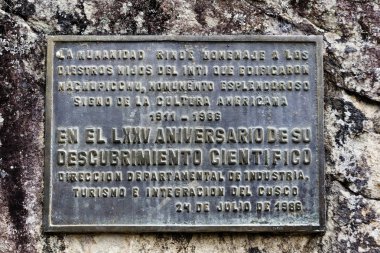 LA HUMANIDAD RINDE HOMENAJE A LOS
DIESTROS HIJOS DEL INTI QUE EDIFICARON
MACHUPICCHU, MONUMENTO ESPLENDOROSO
SIGNO DE LA CULTURA AMERICANA
1911 - 1986
EN EL LXXV ANIVERSARIO DE SU
DESCUBRIMIENTO CIENTIFICO
DIRECCION DEPARTAMENTAL DE INDUSTRIA,
TURISMO E INTEGRACION DEL CUSCO
24 DE JULIO DE 1986